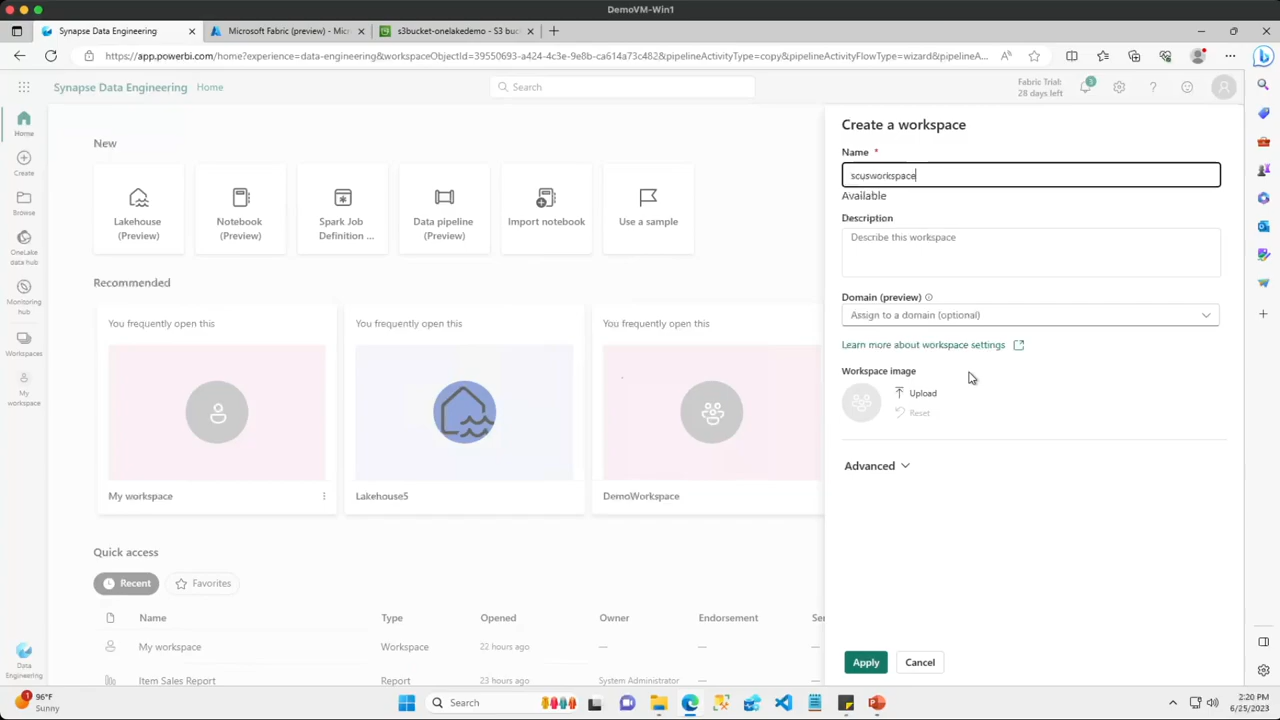 DemoVM-Win1
Synapse Data Engineering
Microsoft Fabric (preview) - Micr
s3bucket-onelakedemo - S3 buc
https://app.powerbi.com/home?experience=data-engineering&workspaceObjectId=39550693-a424-4c3e-9e8b-ca614a73c482&pipelineActivityType=copy&pipelineActivityFlowType=wizard&pipelineA...
Synapse Data Engineering
Home
Search
Fabric Trial:
28 days left
3
Home
Create
Browse
OneLake
data hub
Monitoring
hub
Workspaces
My
workspace
Data
Engineering
New
Lakehouse
(Preview)
Notebook
(Preview)
Spark Job
Definition ...
Data pipeline
(Preview)
Import notebook
Use a sample
Recommended
You frequently open this
My workspace
You frequently open this
Lakehouse5
You frequently open this
DemoWorkspace
Quick access
Recent
Favorites
Name
Type
Opened
Owner
Endorsement
Sen
My workspace
Workspace
22 hours ago
—
—
—
Item Sales Report
Report
23 hours ago
System Administrator
—
—
Create a workspace
Name *
scusworkspace
Available
Description
Describe this workspace
Domain (preview)
Assign to a domain (optional)
Learn more about workspace settings
Workspace image
Upload
Reset
Advanced
Apply
Cancel
1
96°F
Sunny
Search
2:20 PM
6/25/2023